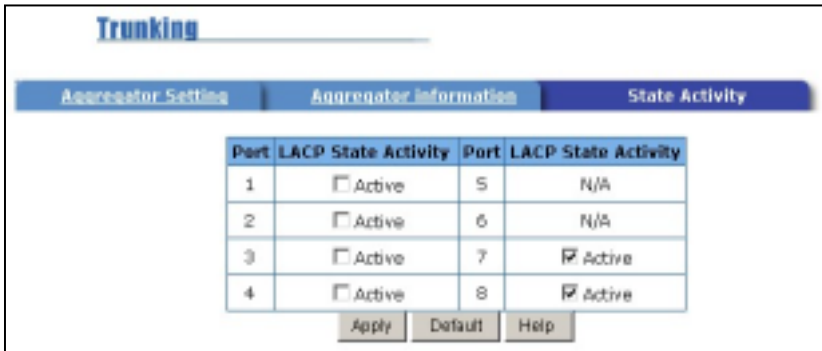 Trunking
Aggregator Setting Aggregator Information State Activity
Port LACP State Activity Port LACP State Activity
1 Active 5 N/A
2 Active 6 N/A
3 Active 7 Active
4 Active 8 Active
Apply Default Help